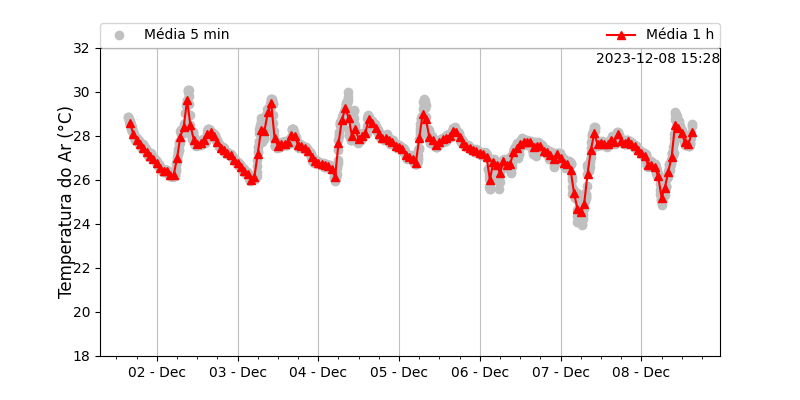 Média 5 min
Média 1 h
2023-12-08 15:28
Temperatura do Ar (°C)
32
30
28
26
24
22
20
18
02 - Dec
03 - Dec
04 - Dec
05 - Dec
06 - Dec
07 - Dec
08 - Dec